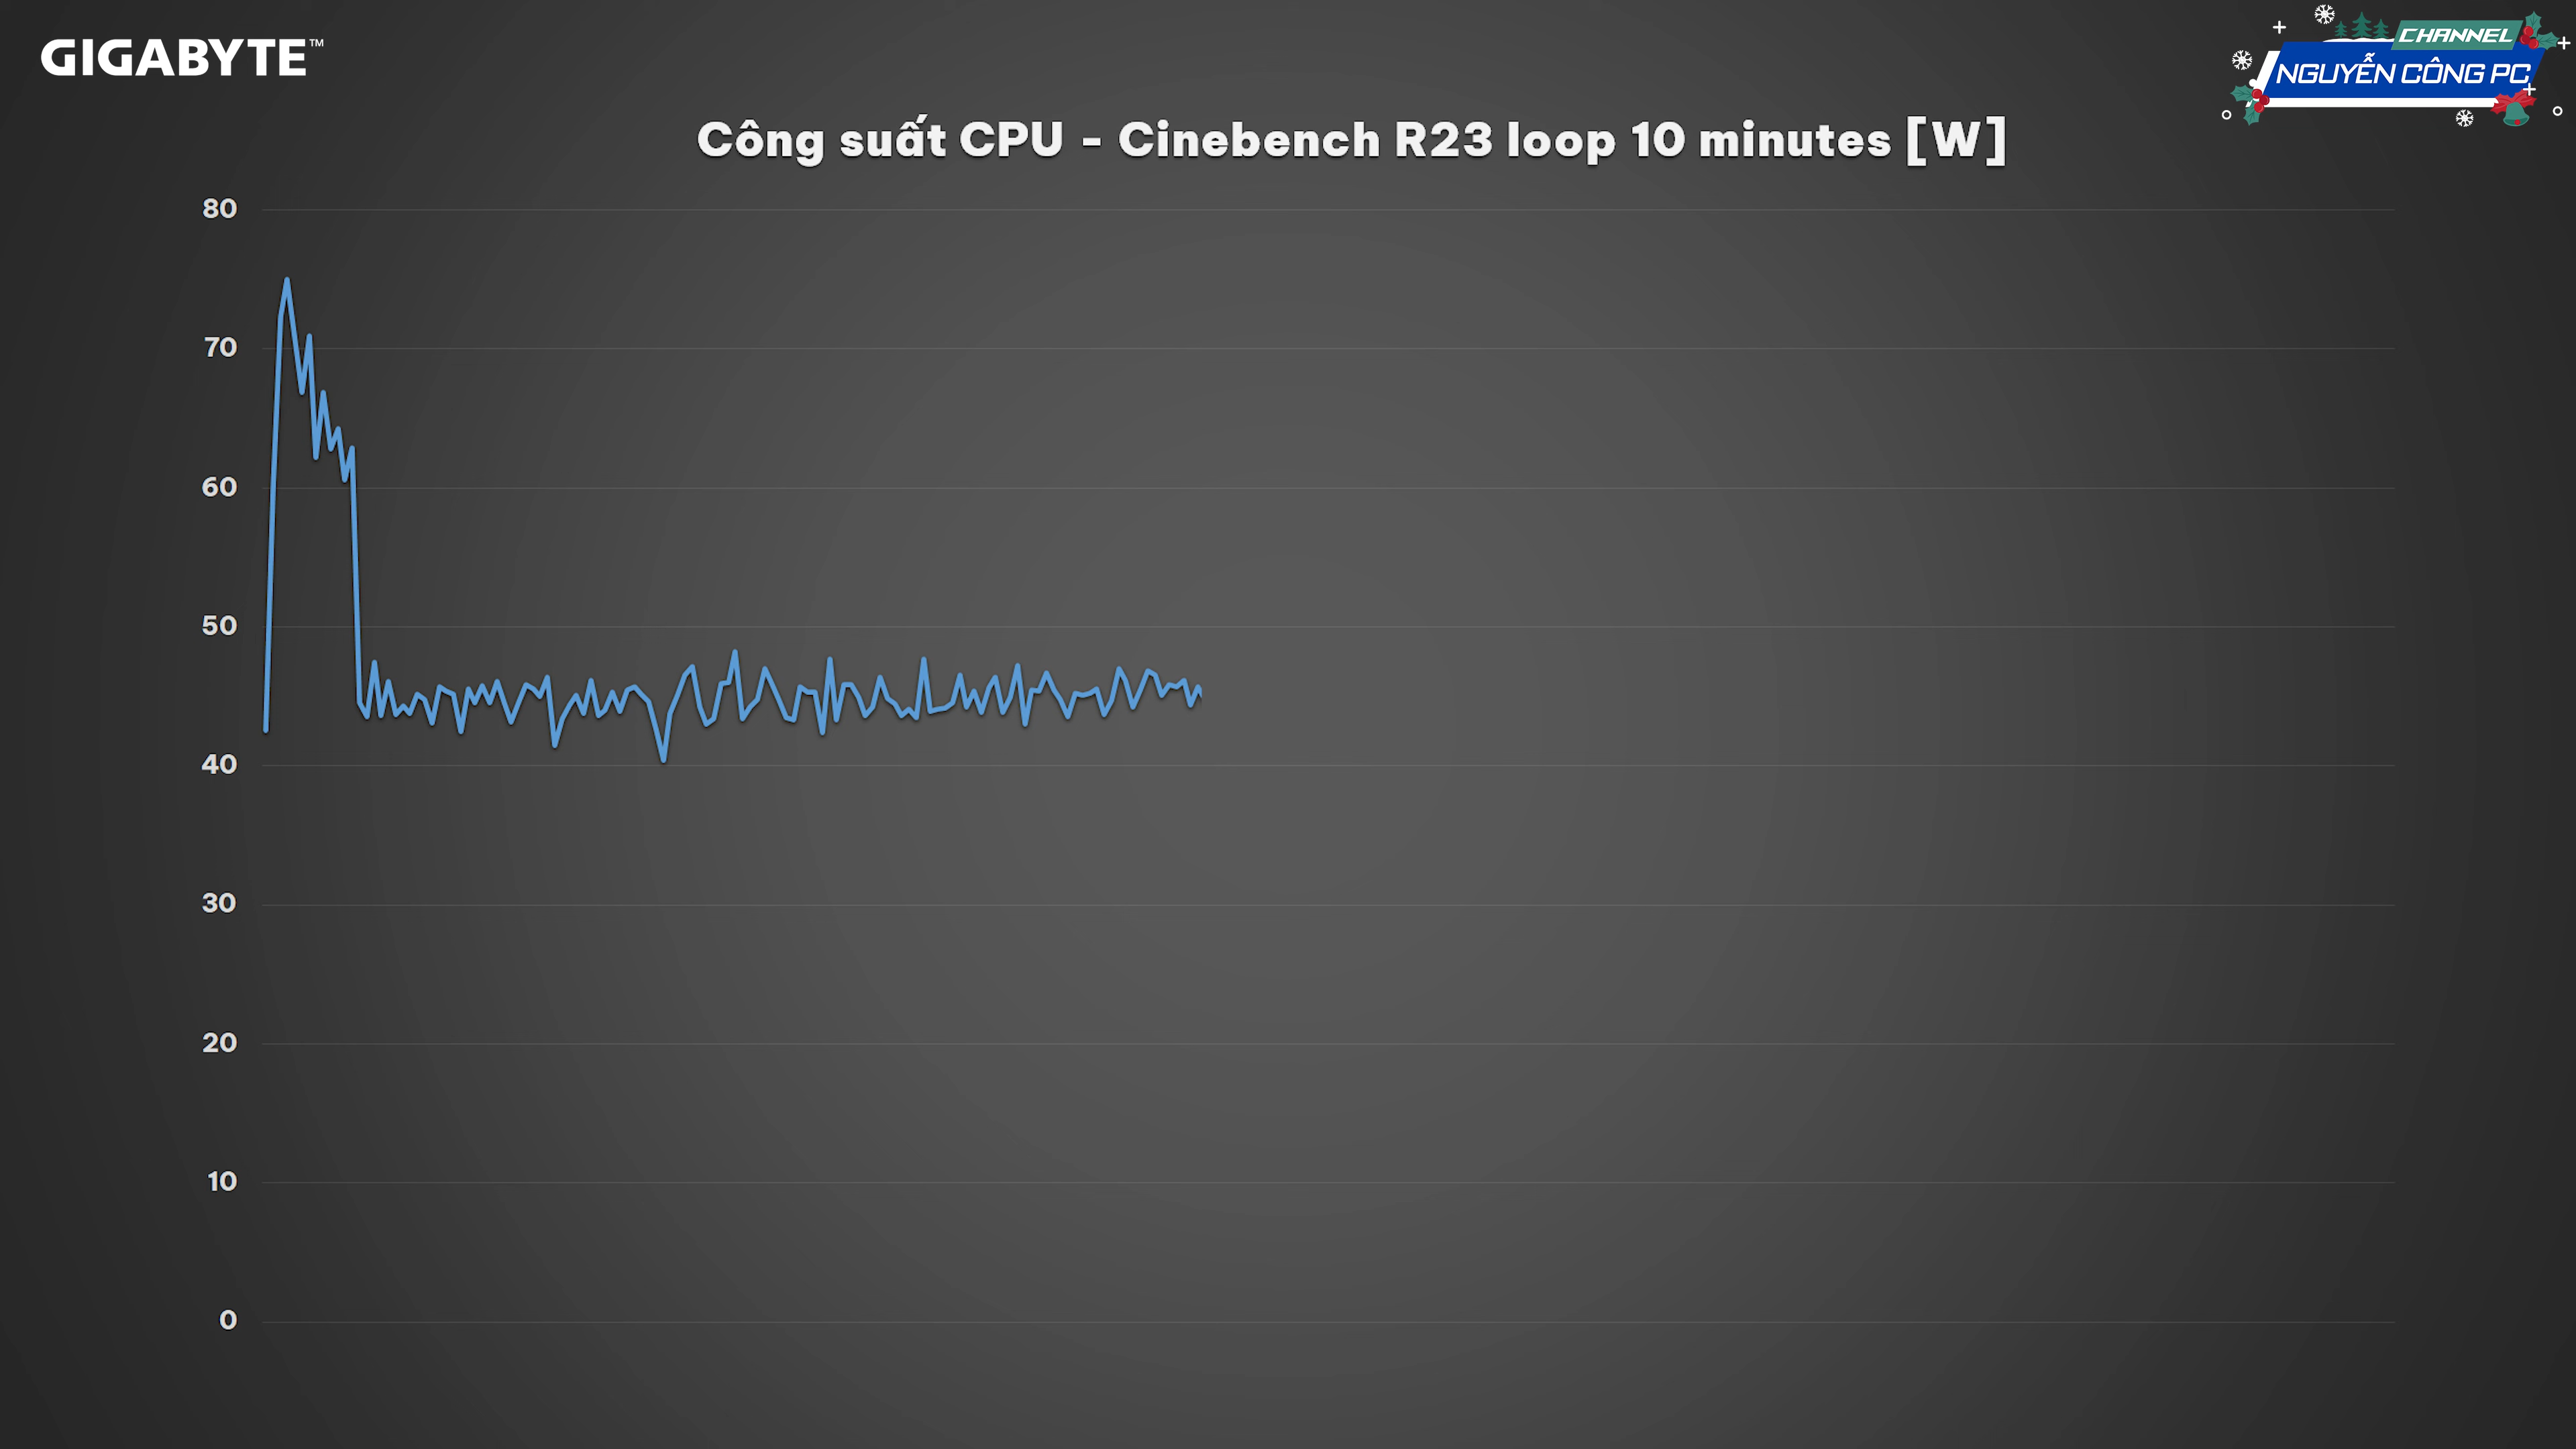 GIGABYTE™
CHANNEL
NGUYỄN CÔNG PC
Công suất CPU - Cinebench R23 loop 10 minutes [W]
80
70
60
50
40
30
20
10
0